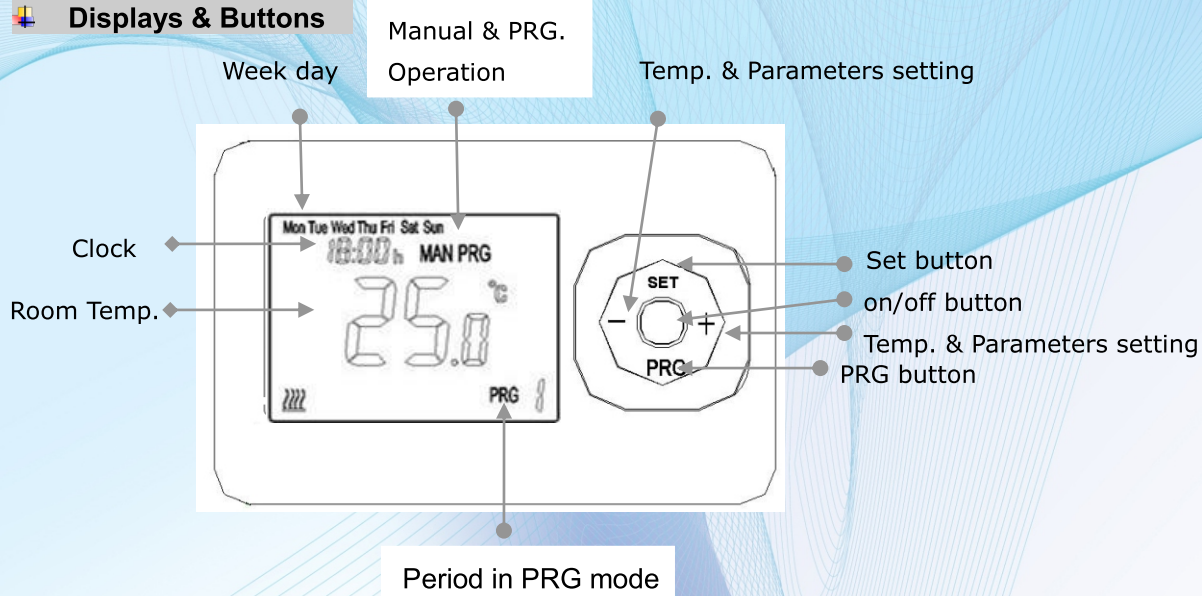 Displays & Buttons
Manual & PRG.
Operation
Week day
Temp. & Parameters setting
Mon Tue Wed Thu Fri Sat Sun
Clock
18:00h MAN PRG
Room Temp.
25.0 °C
PRG 1
SET
− +
PRG
Set button
on/off button
Temp. & Parameters setting
PRG button
Period in PRG mode